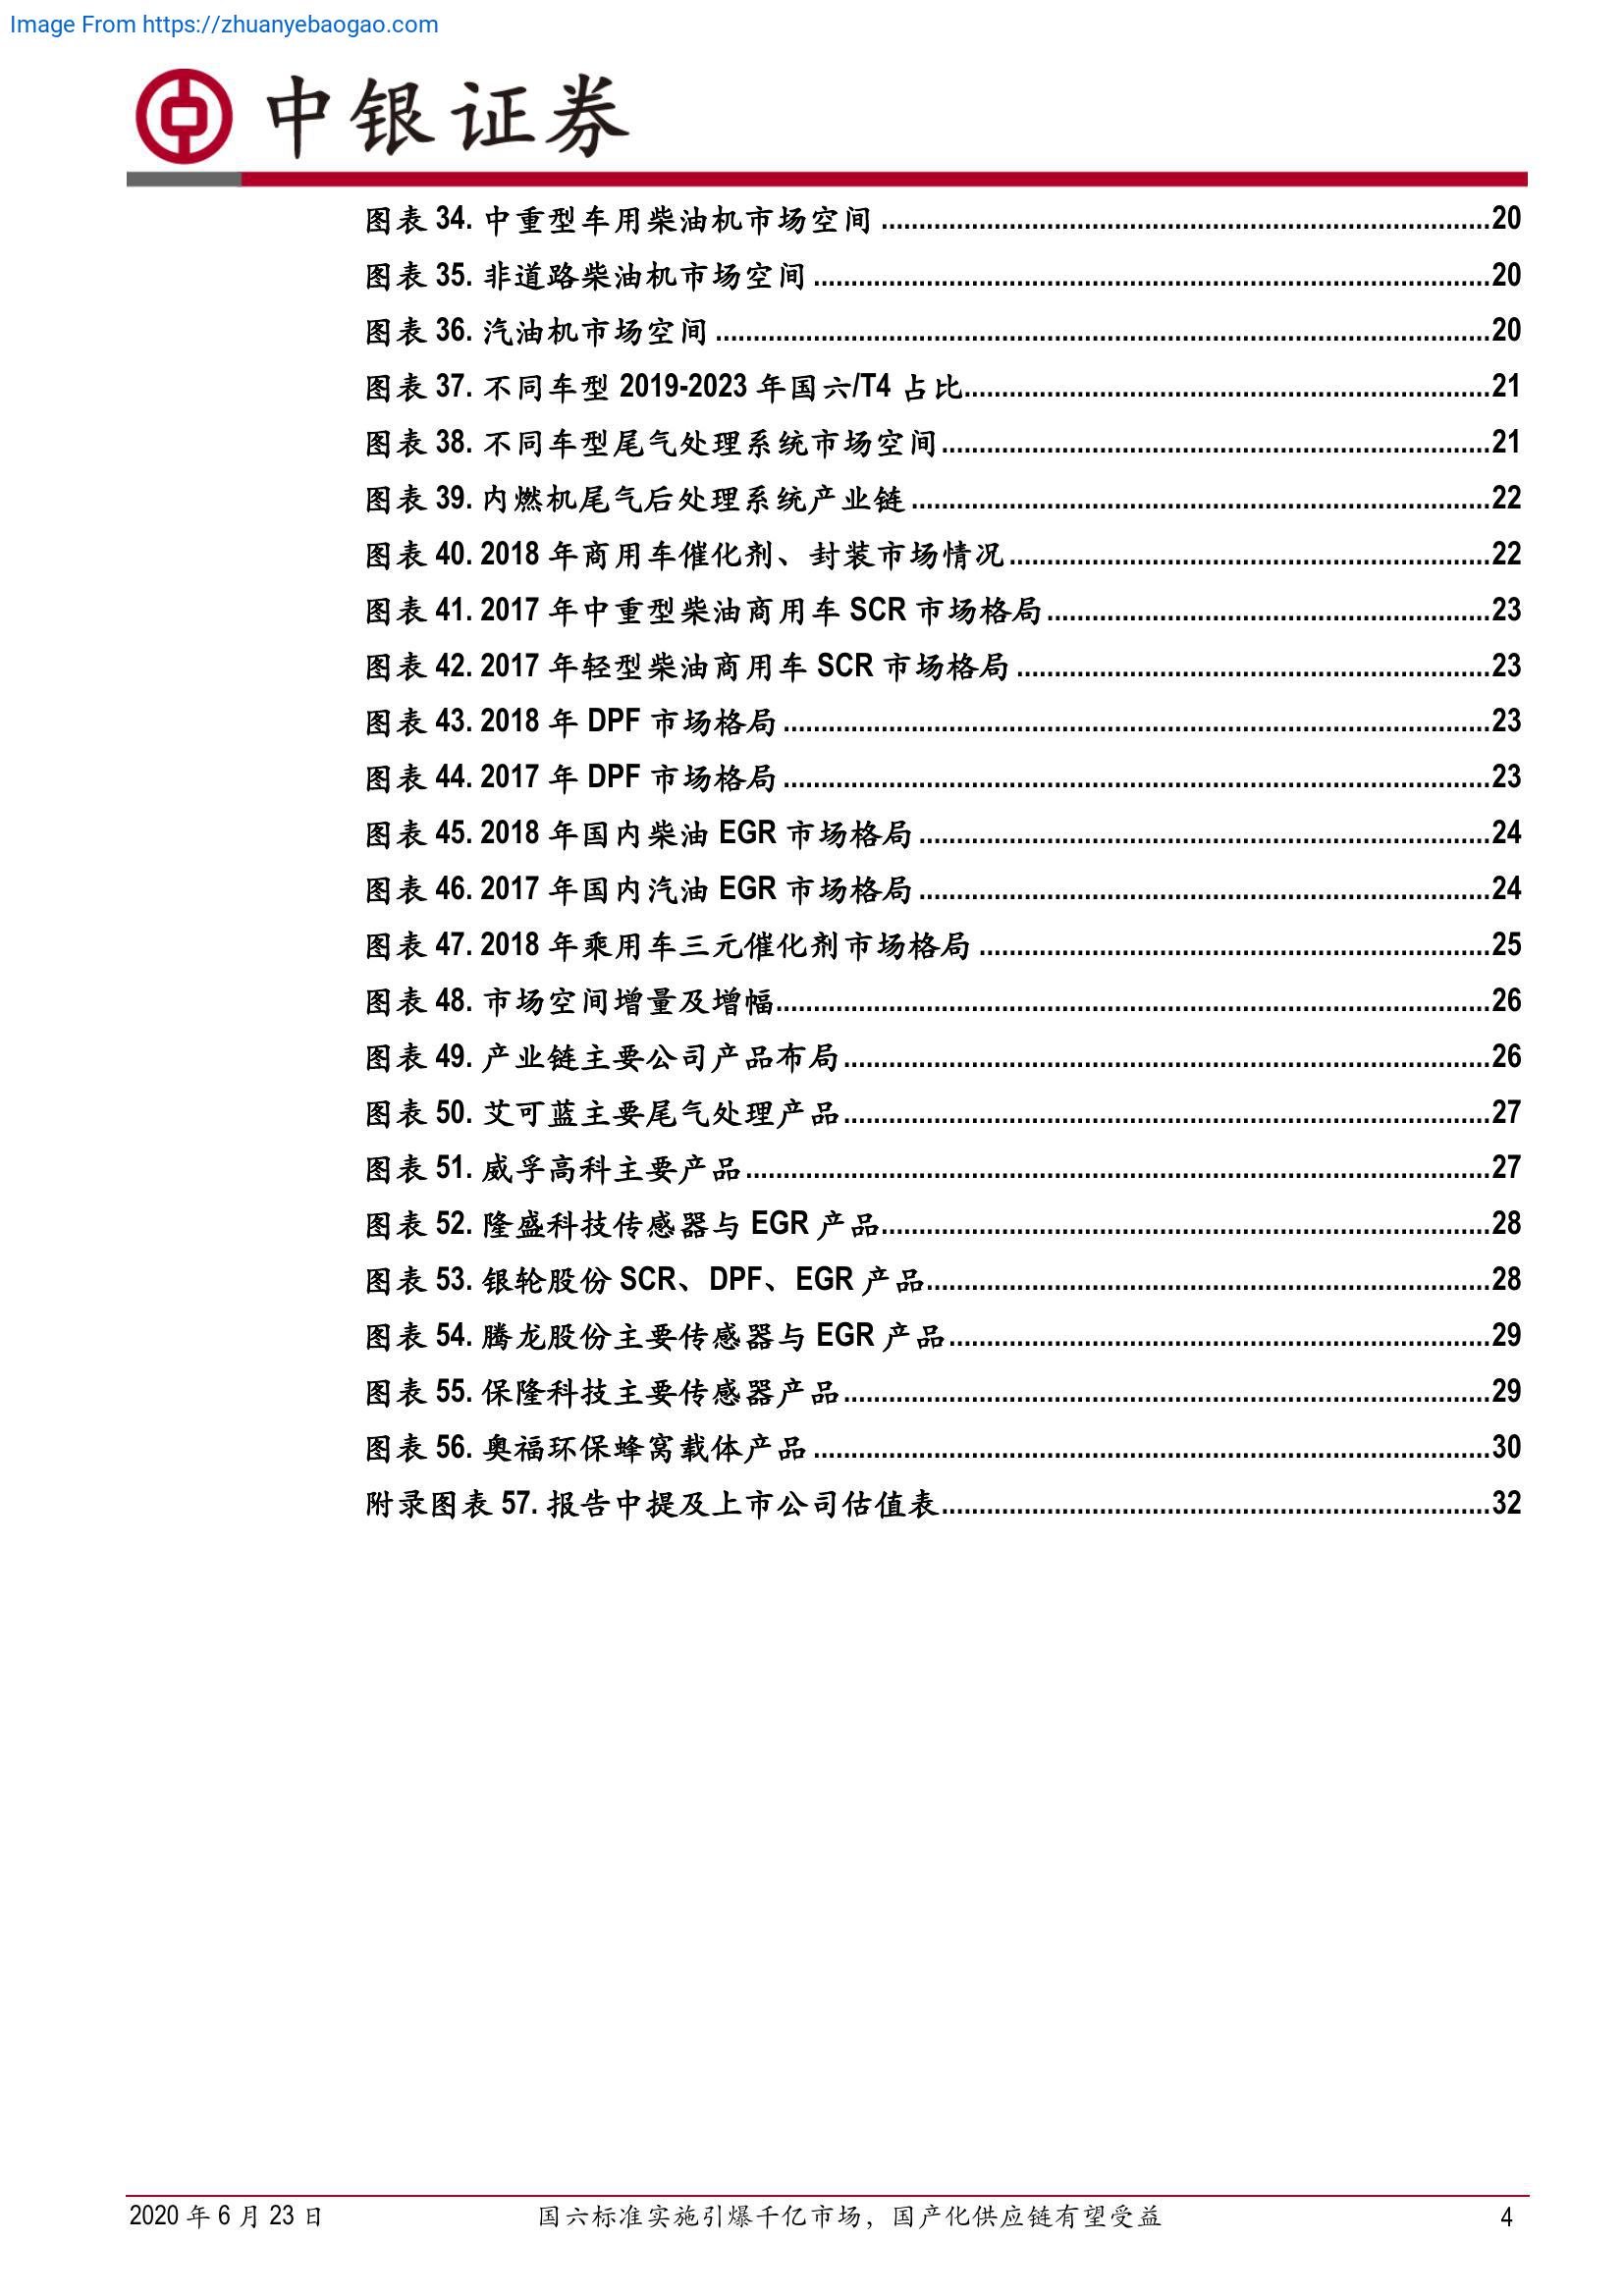 Image From https://zhuanyebaogao.com
中银证券
图表 34. 中重型车用柴油机市场空间 ................................................................................20
图表 35. 非道路柴油机市场空间 .........................................................................................20
图表 36. 汽油机市场空间 ......................................................................................................20
图表 37. 不同车型 2019-2023 年国六/T4 占比.....................................................................21
图表 38. 不同车型尾气处理系统市场空间........................................................................21
图表 39. 内燃机尾气后处理系统产业链 ............................................................................22
图表 40. 2018 年商用车催化剂、封装市场情况...............................................................22
图表 41. 2017 年中重型柴油商用车 SCR 市场格局..........................................................23
图表 42. 2017 年轻型柴油商用车 SCR 市场格局 ..............................................................23
图表 43. 2018 年 DPF 市场格局 .............................................................................................23
图表 44. 2017 年 DPF 市场格局 .............................................................................................23
图表 45. 2018 年国内柴油 EGR 市场格局 ...........................................................................24
图表 46. 2017 年国内汽油 EGR 市场格局 ...........................................................................24
图表 47. 2018 年乘用车三元催化剂市场格局 ...................................................................25
图表 48. 市场空间增量及增幅..............................................................................................26
图表 49. 产业链主要公司产品布局.....................................................................................26
图表 50. 艾可蓝主要尾气处理产品.....................................................................................27
图表 51. 威孚高科主要产品..................................................................................................27
图表 52. 隆盛科技传感器与 EGR 产品................................................................................28
图表 53. 银轮股份 SCR、DPF、EGR 产品..........................................................................28
图表 54. 腾龙股份主要传感器与 EGR 产品.......................................................................29
图表 55. 保隆科技主要传感器产品.....................................................................................29
图表 56. 奥福环保蜂窝载体产品 .........................................................................................30
附录图表 57. 报告中提及上市公司估值表........................................................................32
2020 年 6 月 23 日 国六标准实施引爆千亿市场，国产化供应链有望受益 4